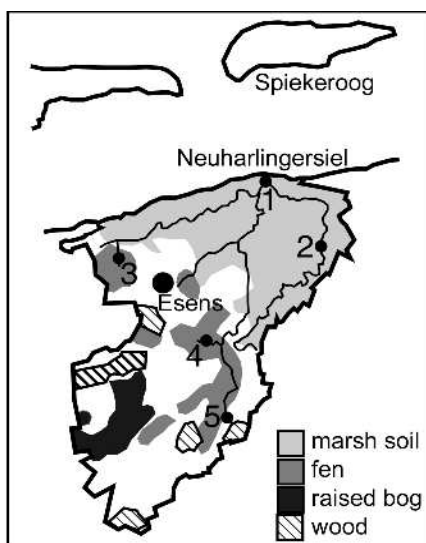 Spiekeroog
Neuharlingersiel
1
2
3
Esens
4
5
marsh soil
fen
raised bog
wood